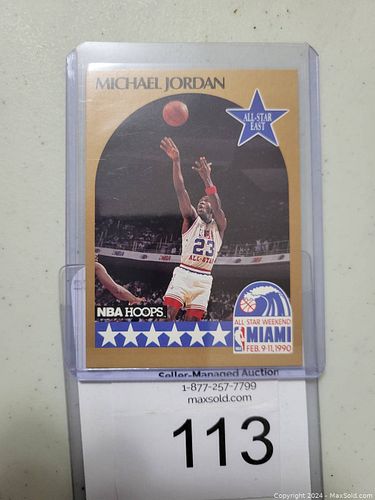 MICHAEL JORDAN
ALL-STAR
EAST
23
ALL-STAR
NBA HOOPS
ALL-STAR WEEKEND
MIAMI
FEB. 9-11, 1990
Seller-Managed Auction
1-877-257-7799
maxsold.com
113
Copyright 2024 - MaxSold.com